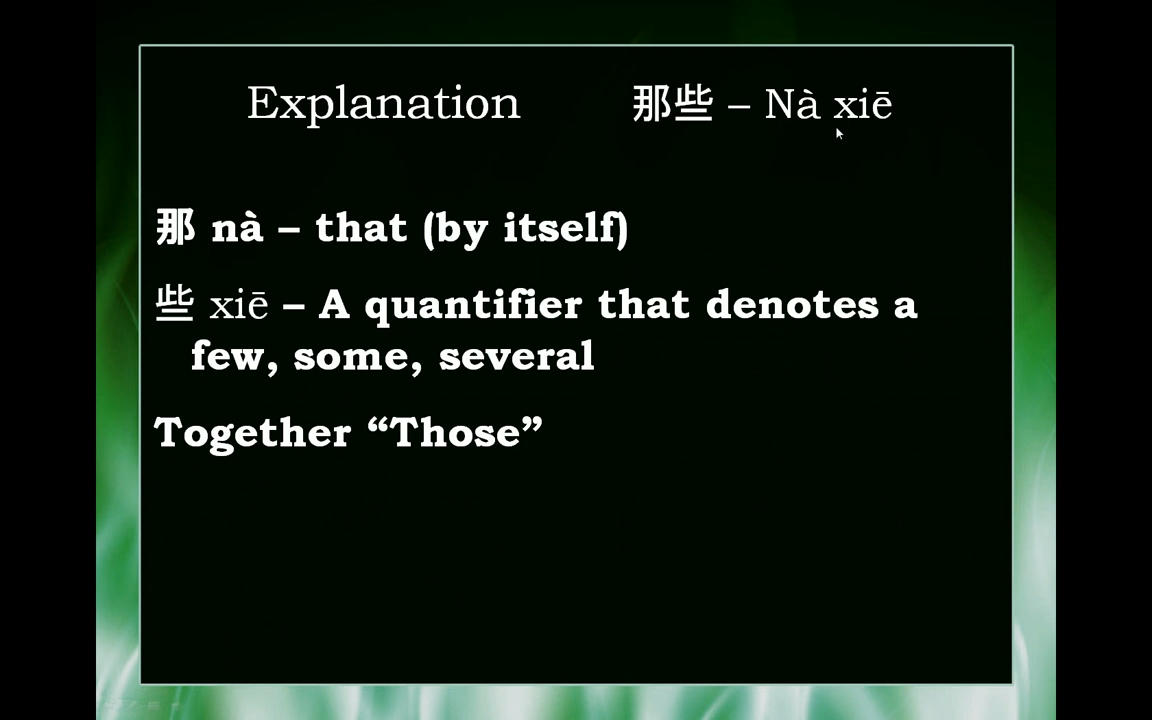 Explanation 那些 – Nà xiē
那 nà – that (by itself)
些 xiē – A quantifier that denotes a
few, some, several
Together “Those”